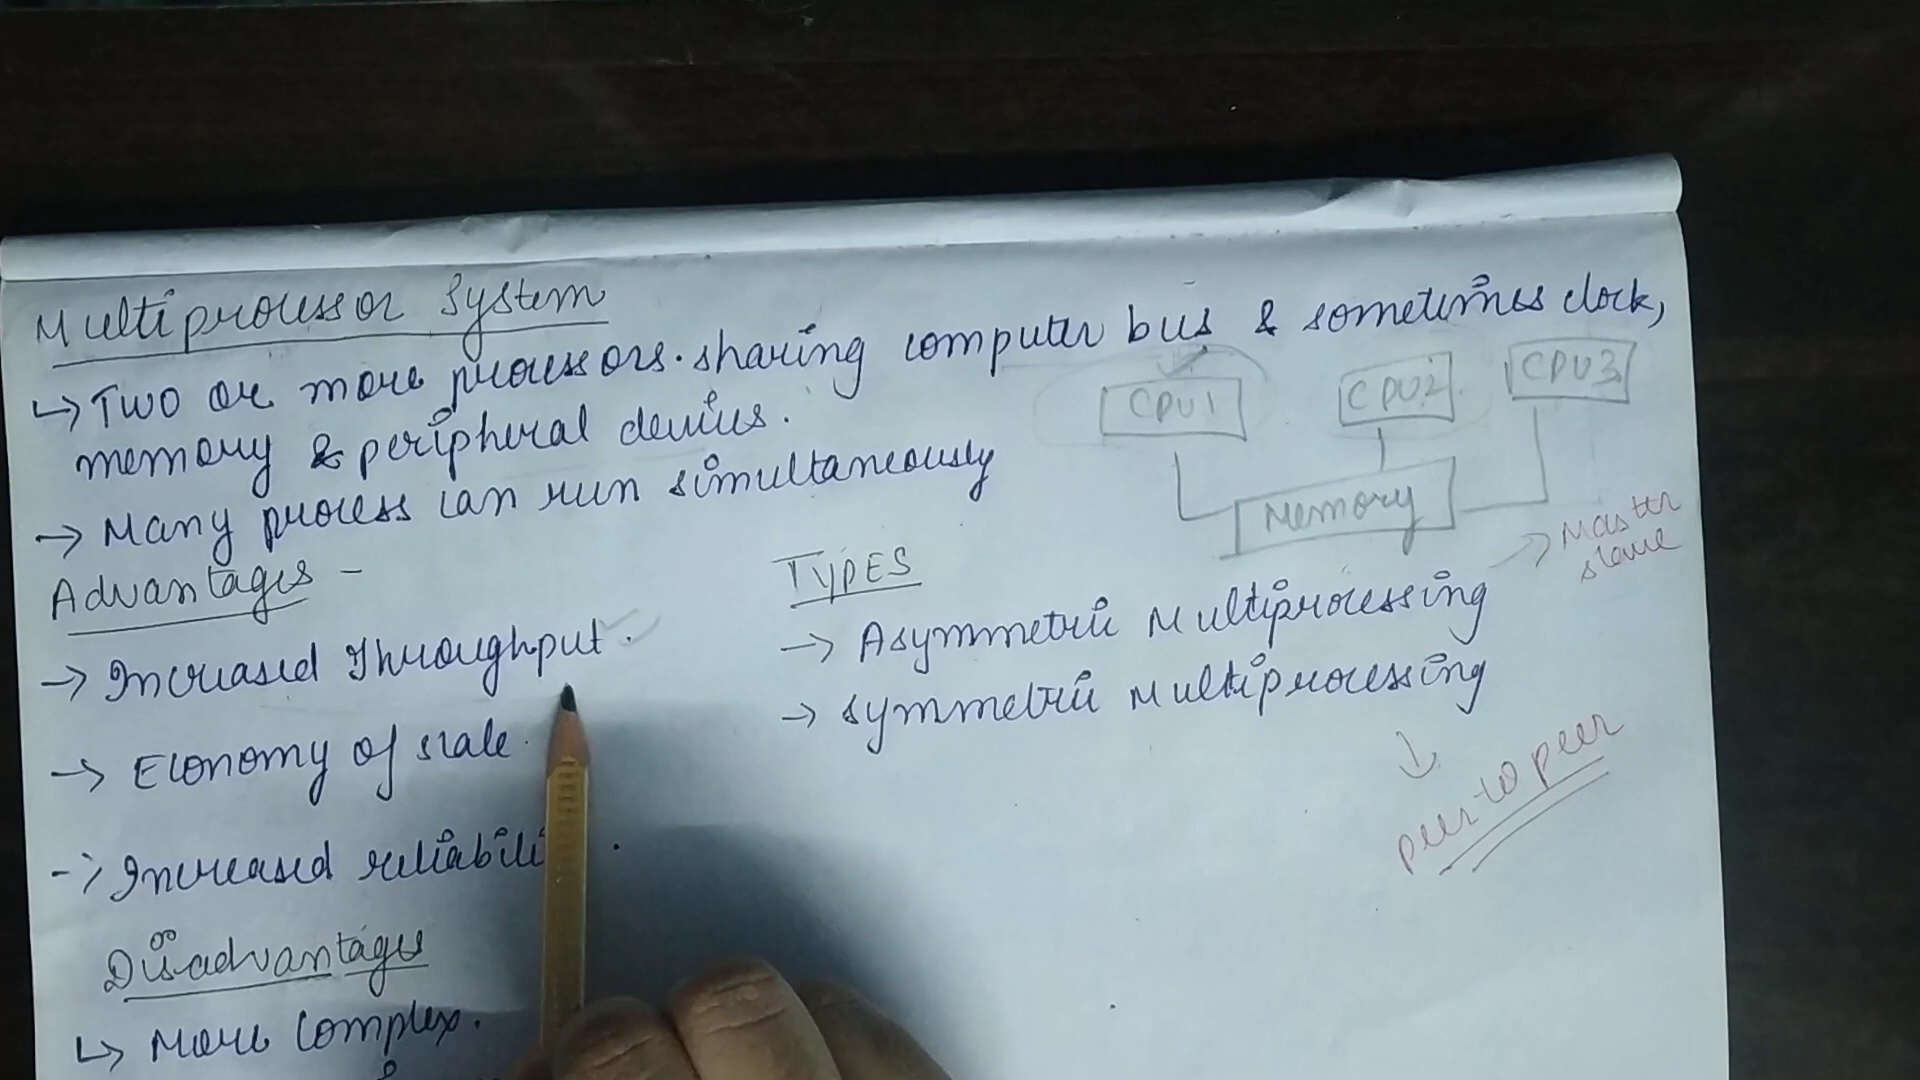 Multiprocessor System
↳ Two or more processors. sharing computer bus & sometimes clock,
memory & peripheral devices.
→ Many process can run simultaneously
CPU1
CPU2
CPU3
Memory
Advantages -
→ Increased Throughput.
→ Economy of scale.
→ Increased reliabili
TYPES
→ Asymmetric Multiprocessing → Master
slave
→ Symmetric Multiprocessing
↓
peer to peer
Disadvantages
↳ More Complex.